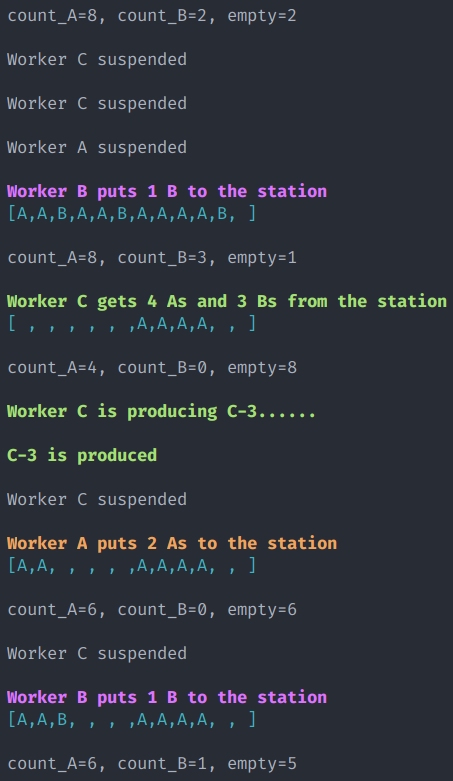 count_A=8, count_B=2, empty=2
Worker C suspended
Worker C suspended
Worker A suspended
Worker B puts 1 B to the station
[A,A,B,A,A,B,A,A,A,A,B, ]
count_A=8, count_B=3, empty=1
Worker C gets 4 As and 3 Bs from the station
[ , , , , , ,A,A,A,A, , ]
count_A=4, count_B=0, empty=8
Worker C is producing C-3......
C-3 is produced
Worker C suspended
Worker A puts 2 As to the station
[A,A, , , , ,A,A,A,A, , ]
count_A=6, count_B=0, empty=6
Worker C suspended
Worker B puts 1 B to the station
[A,A,B, , , ,A,A,A,A, , ]
count_A=6, count_B=1, empty=5